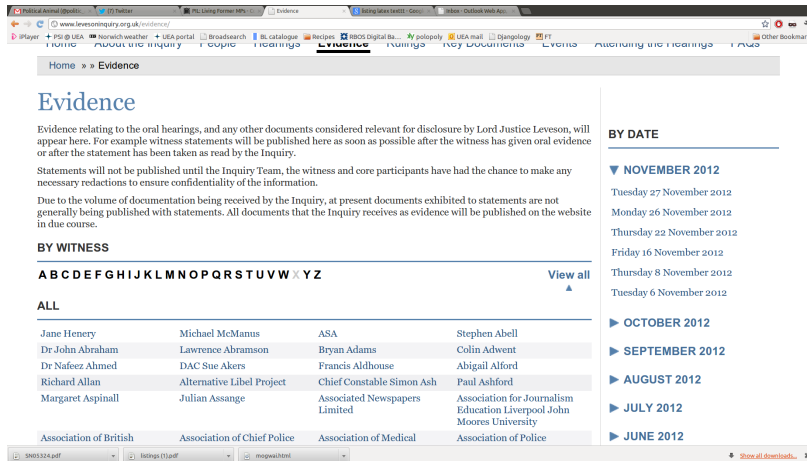 Political Animal (@politic...
(7) Twitter
PIL: Living Former MPs - G...
Evidence
listing latex texttt - Googl
Inbox - Outlook Web App
www.levesoninquiry.org.uk/evidence/
iPlayer PSI @ UEA Norwich weather UEA portal Broadsearch BL catalogue Recipes RBOS Digital Ba... polopoly UEA mail Djangology FT Other Bookmar
Home About the Inquiry People Hearings Evidence Rulings Key Documents Events Attending the Hearings FAQs
Home » » Evidence
Evidence
Evidence relating to the oral hearings, and any other documents considered relevant for disclosure by Lord Justice Leveson, will
appear here. For example witness statements will be published here as soon as possible after the witness has given oral evidence
or after the statement has been taken as read by the Inquiry.
Statements will not be published until the Inquiry Team, the witness and core participants have had the chance to make any
necessary redactions to ensure confidentiality of the information.
Due to the volume of documentation being received by the Inquiry, at present documents exhibited to statements are not
generally being published with statements. All documents that the Inquiry receives as evidence will be published on the website
in due course.
BY WITNESS
A B C D E F G H I J K L M N O P Q R S T U V W X Y Z
View all
ALL
Jane Henery Michael McManus ASA Stephen Abell
Dr John Abraham Lawrence Abramson Bryan Adams Colin Adwent
Dr Nafeez Ahmed DAC Sue Akers Francis Aldhouse Abigail Alford
Richard Allan Alternative Libel Project Chief Constable Simon Ash Paul Ashford
Margaret Aspinall Julian Assange Associated Newspapers Association for Journalism
Limited Education Liverpool John
Moores University
Association of British Association of Chief Police Association of Medical Association of Police
BY DATE
NOVEMBER 2012
Tuesday 27 November 2012
Monday 26 November 2012
Thursday 22 November 2012
Friday 16 November 2012
Thursday 8 November 2012
Tuesday 6 November 2012
OCTOBER 2012
SEPTEMBER 2012
AUGUST 2012
JULY 2012
JUNE 2012
SN05324.pdf listings (1).pdf mogwai.html Show all downloads...